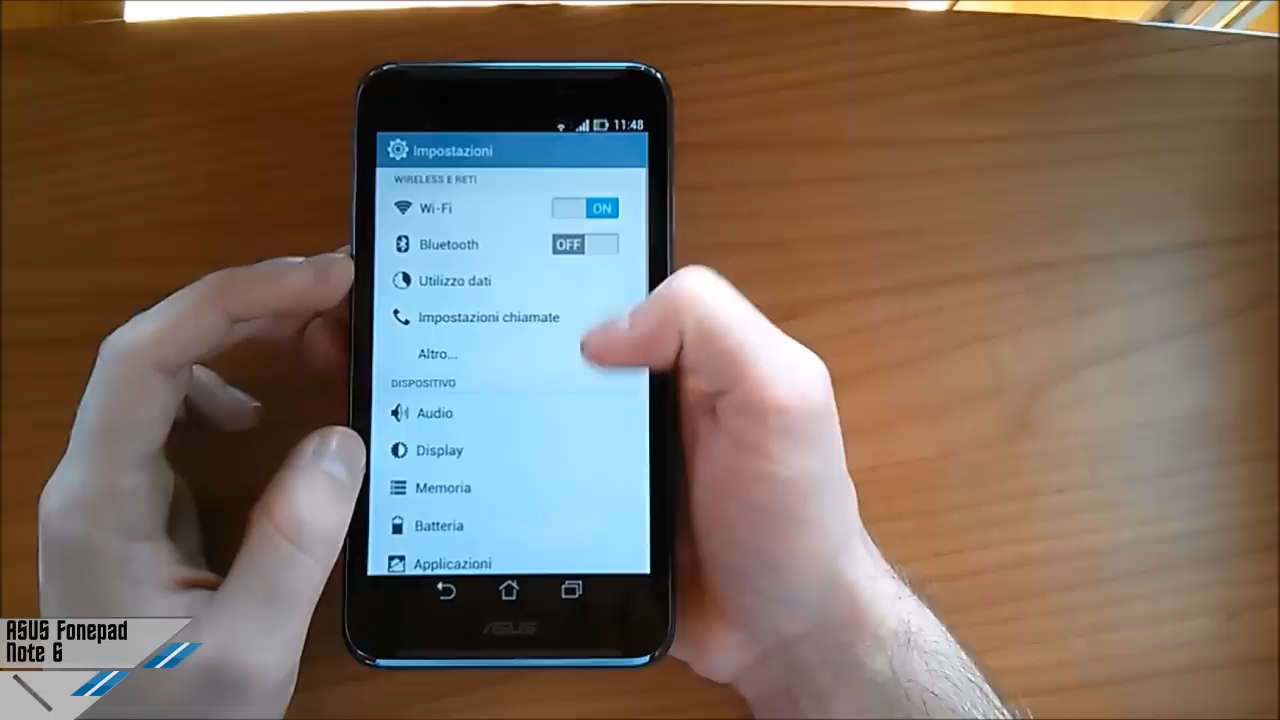 11:48
Impostazioni
WIRELESS E RETI
Wi-Fi ON
Bluetooth OFF
Utilizzo dati
Impostazioni chiamate
Altro...
DISPOSITIVO
Audio
Display
Memoria
Batteria
Applicazioni
ASUS
ASUS Fonepad
Note 6